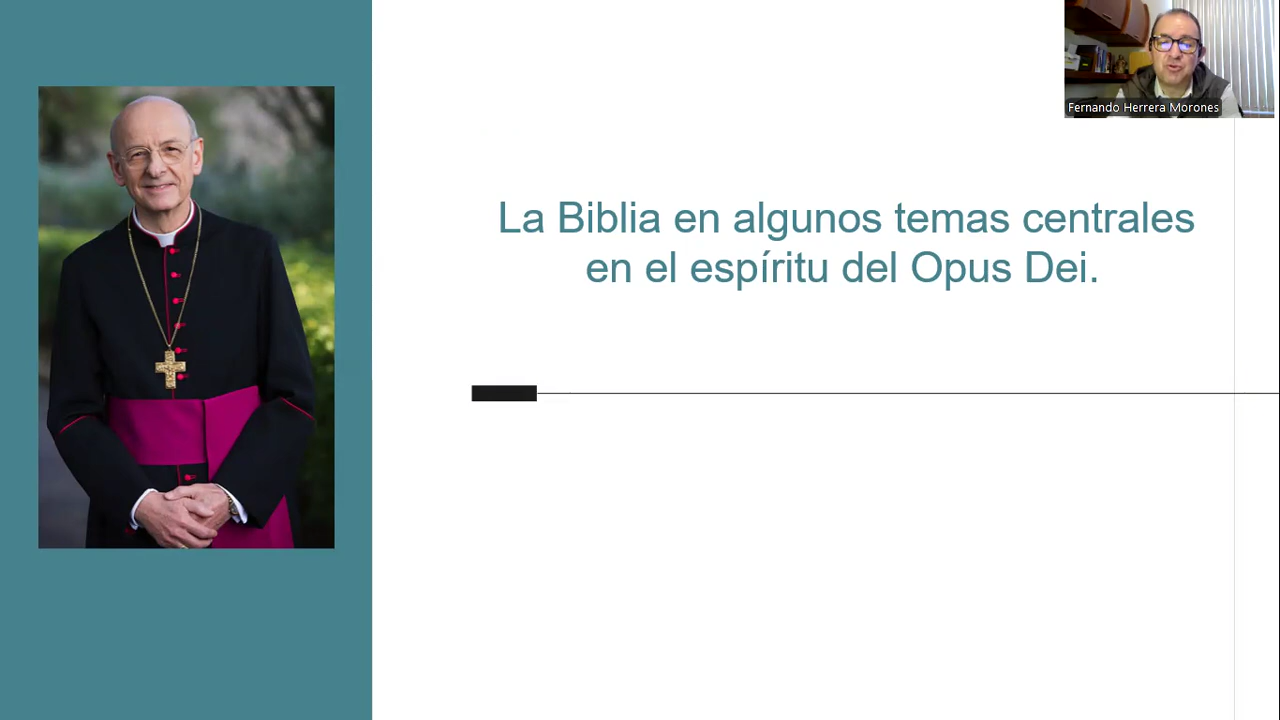 Fernando Herrera Morones
La Biblia en algunos temas centrales
en el espíritu del Opus Dei.